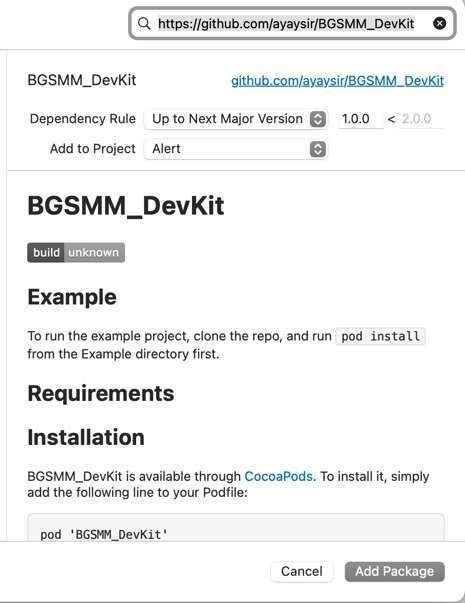 https://github.com/ayaysir/BGSMM_DevKit
BGSMM_DevKit github.com/ayaysir/BGSMM_DevKit
Dependency Rule Up to Next Major Version 1.0.0 < 2.0.0
Add to Project Alert
BGSMM_DevKit
build unknown
Example
To run the example project, clone the repo, and run pod install
from the Example directory first.
Requirements
Installation
BGSMM_DevKit is available through CocoaPods. To install it, simply
add the following line to your Podfile:
pod 'BGSMM_DevKit'
Cancel Add Package